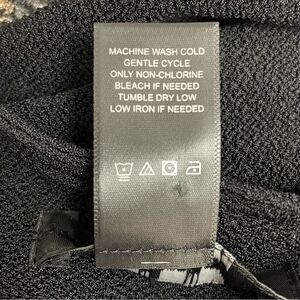 MACHINE WASH COLD
GENTLE CYCLE
ONLY NON-CHLORINE
BLEACH IF NEEDED
TUMBLE DRY LOW
LOW IRON IF NEEDED